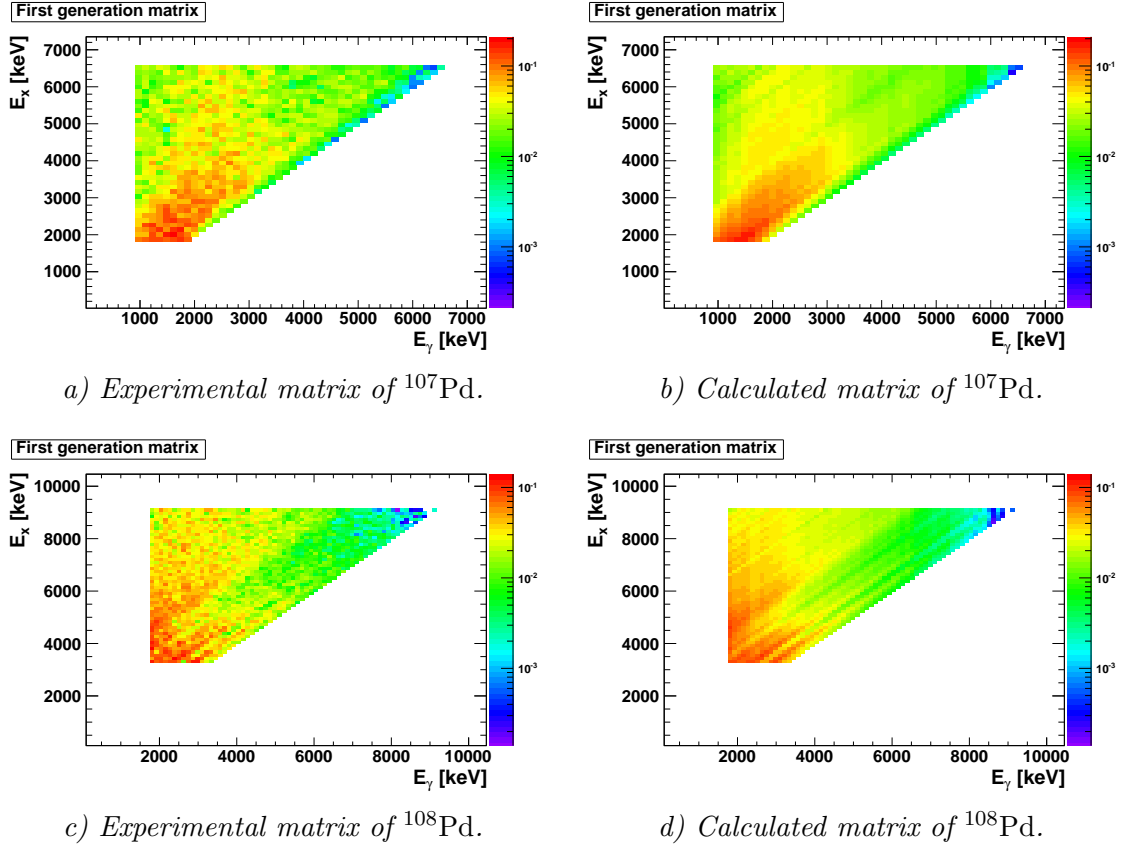 First generation matrix
E_x [keV]
7000
6000
5000
4000
3000
2000
1000
1000 2000 3000 4000 5000 6000 7000
E_γ [keV]
10^-1
10^-2
10^-3
a) Experimental matrix of ^107Pd.
First generation matrix
E_x [keV]
7000
6000
5000
4000
3000
2000
1000
1000 2000 3000 4000 5000 6000 7000
E_γ [keV]
10^-1
10^-2
10^-3
b) Calculated matrix of ^107Pd.
First generation matrix
E_x [keV]
10000
8000
6000
4000
2000
2000 4000 6000 8000 10000
E_γ [keV]
10^-1
10^-2
10^-3
c) Experimental matrix of ^108Pd.
First generation matrix
E_x [keV]
10000
8000
6000
4000
2000
2000 4000 6000 8000 10000
E_γ [keV]
10^-1
10^-2
10^-3
d) Calculated matrix of ^108Pd.